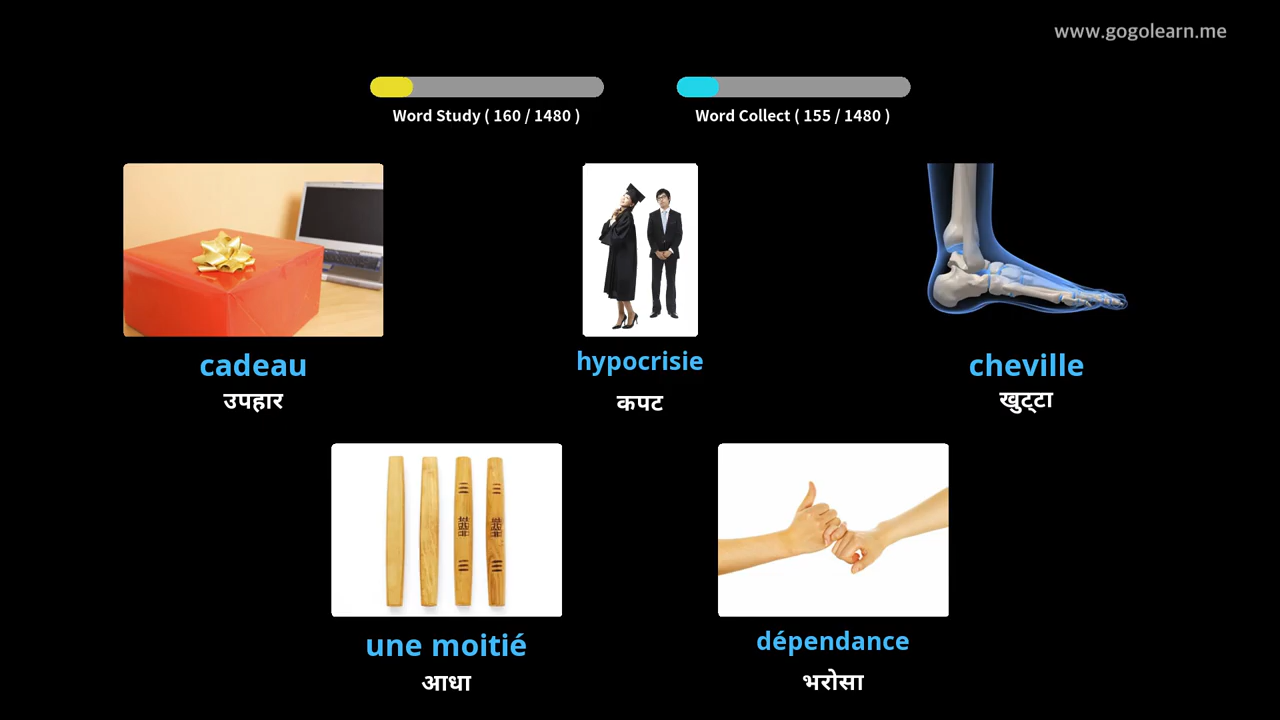 www.gogolearn.me
Word Study ( 160 / 1480 )
Word Collect ( 155 / 1480 )
cadeau
उपहार
hypocrisie
कपट
cheville
खुट्टा
une moitié
आधा
dépendance
भरोसा